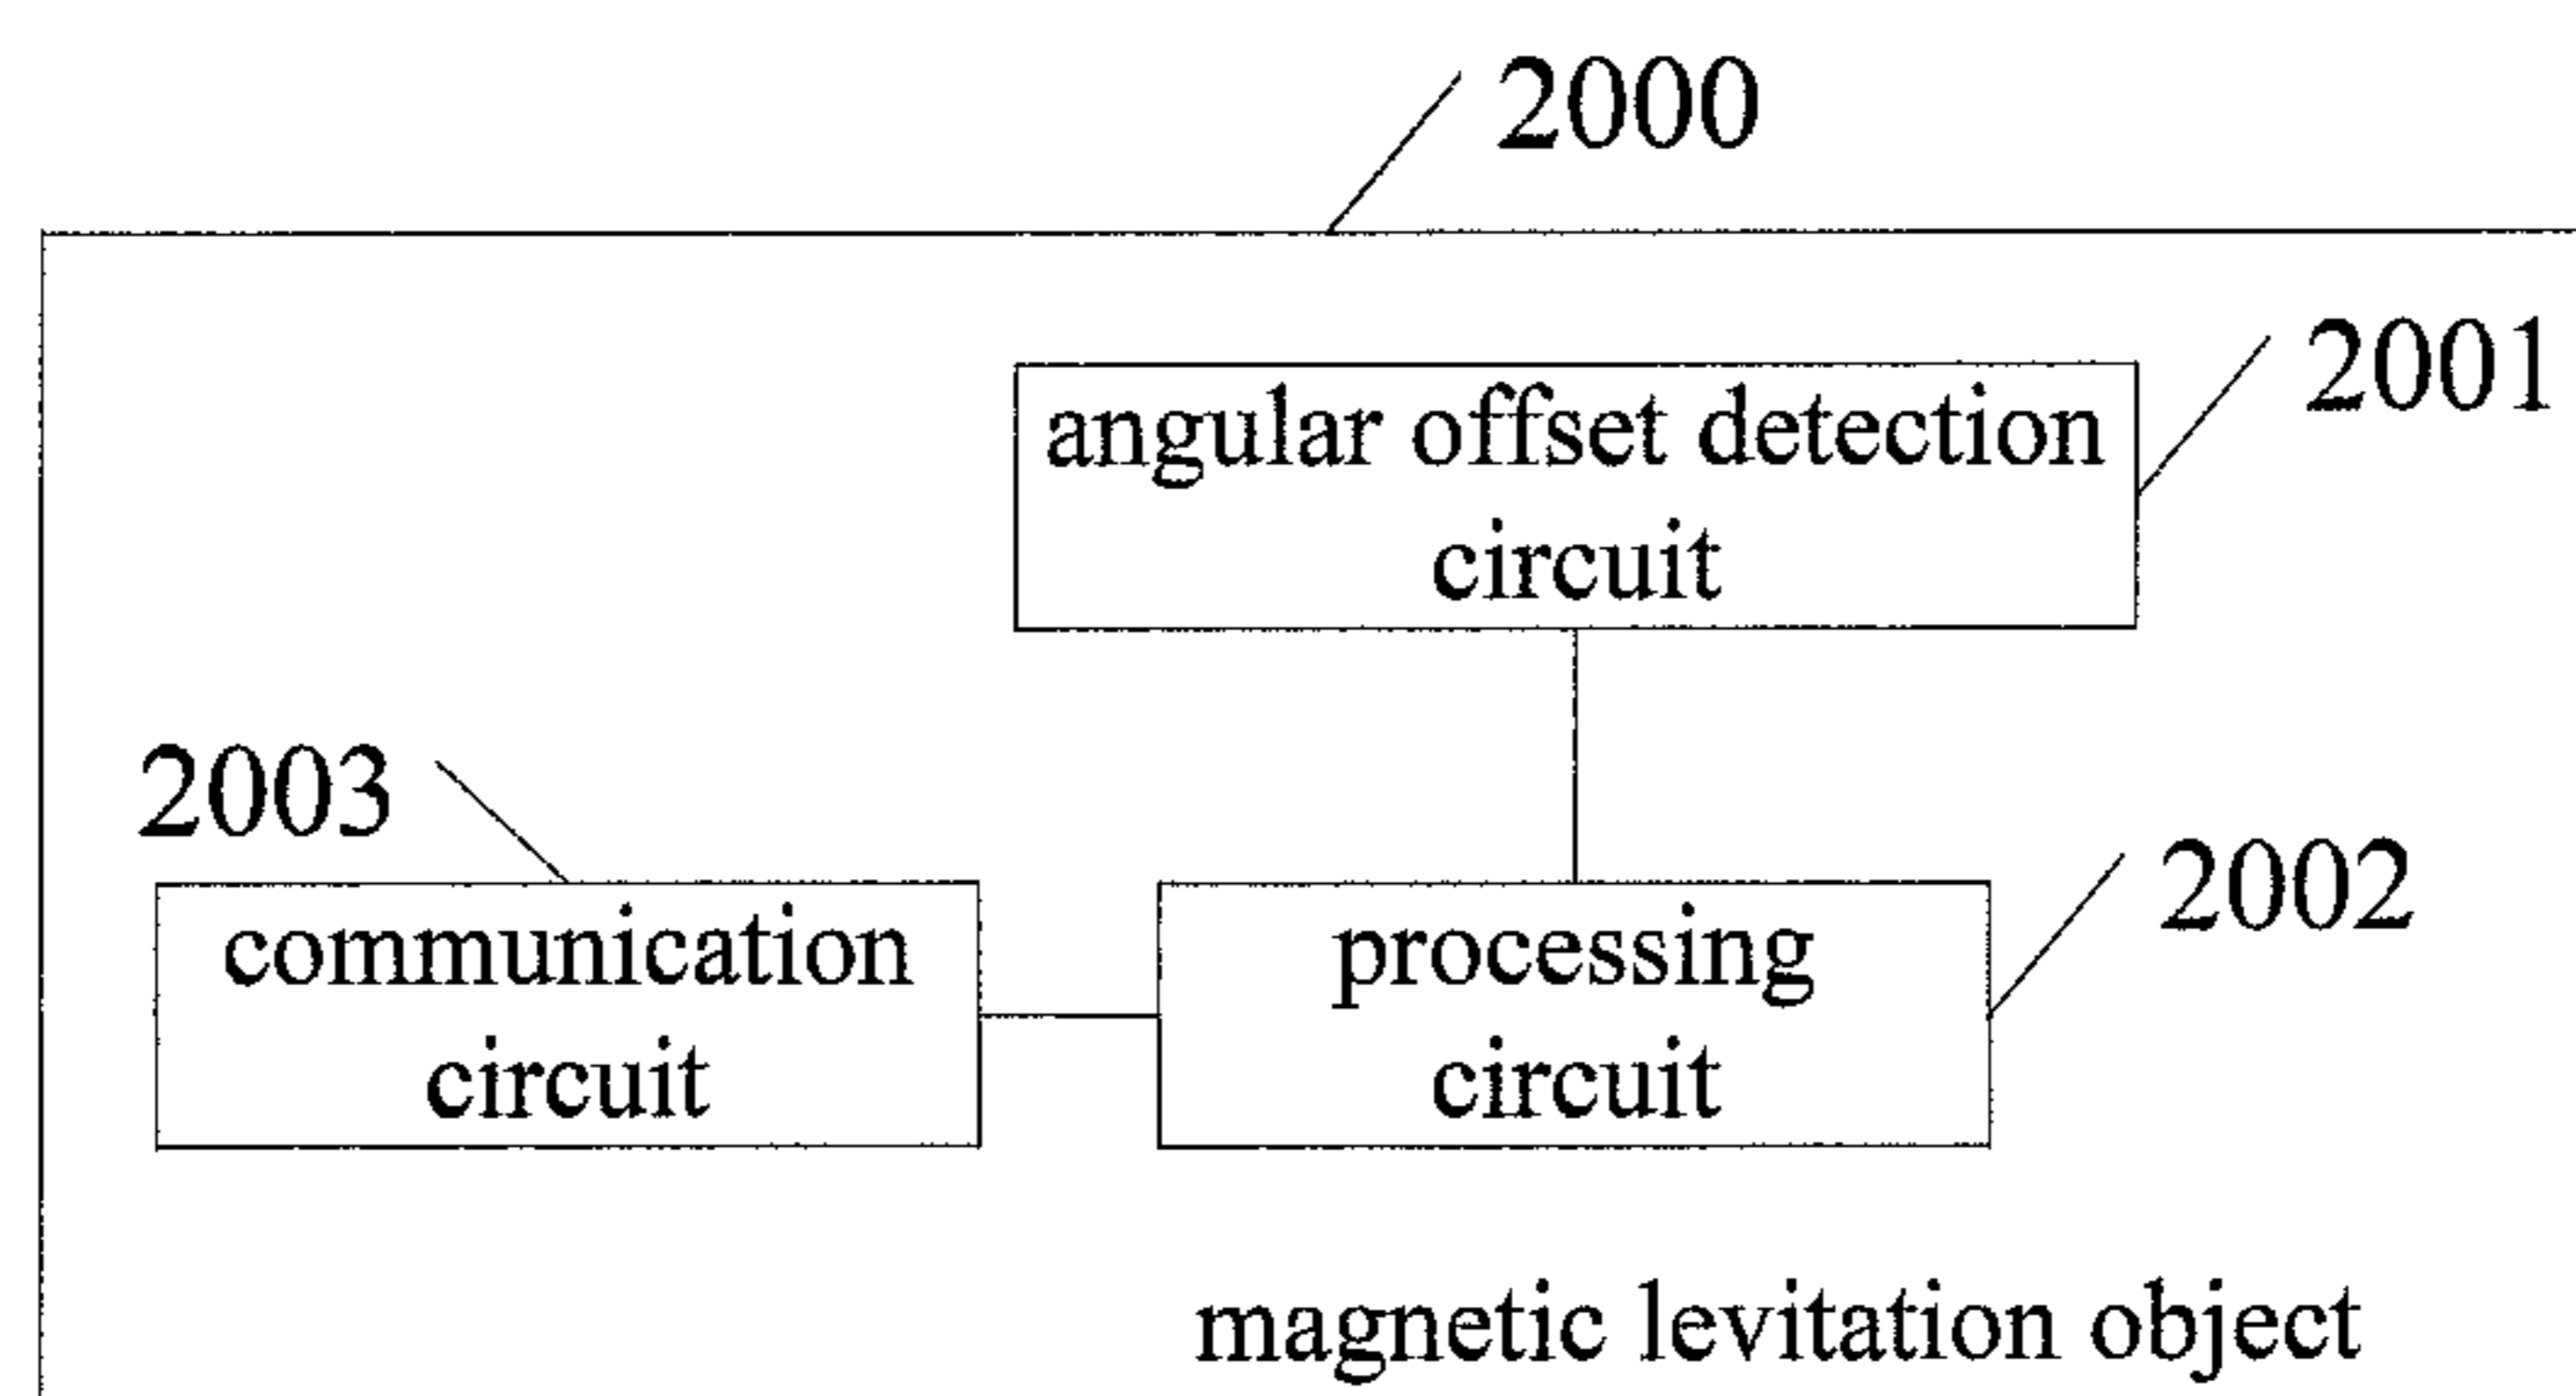 2000
2001
angular offset detection
circuit
2003
2002
communication
circuit
processing
circuit
magnetic levitation object